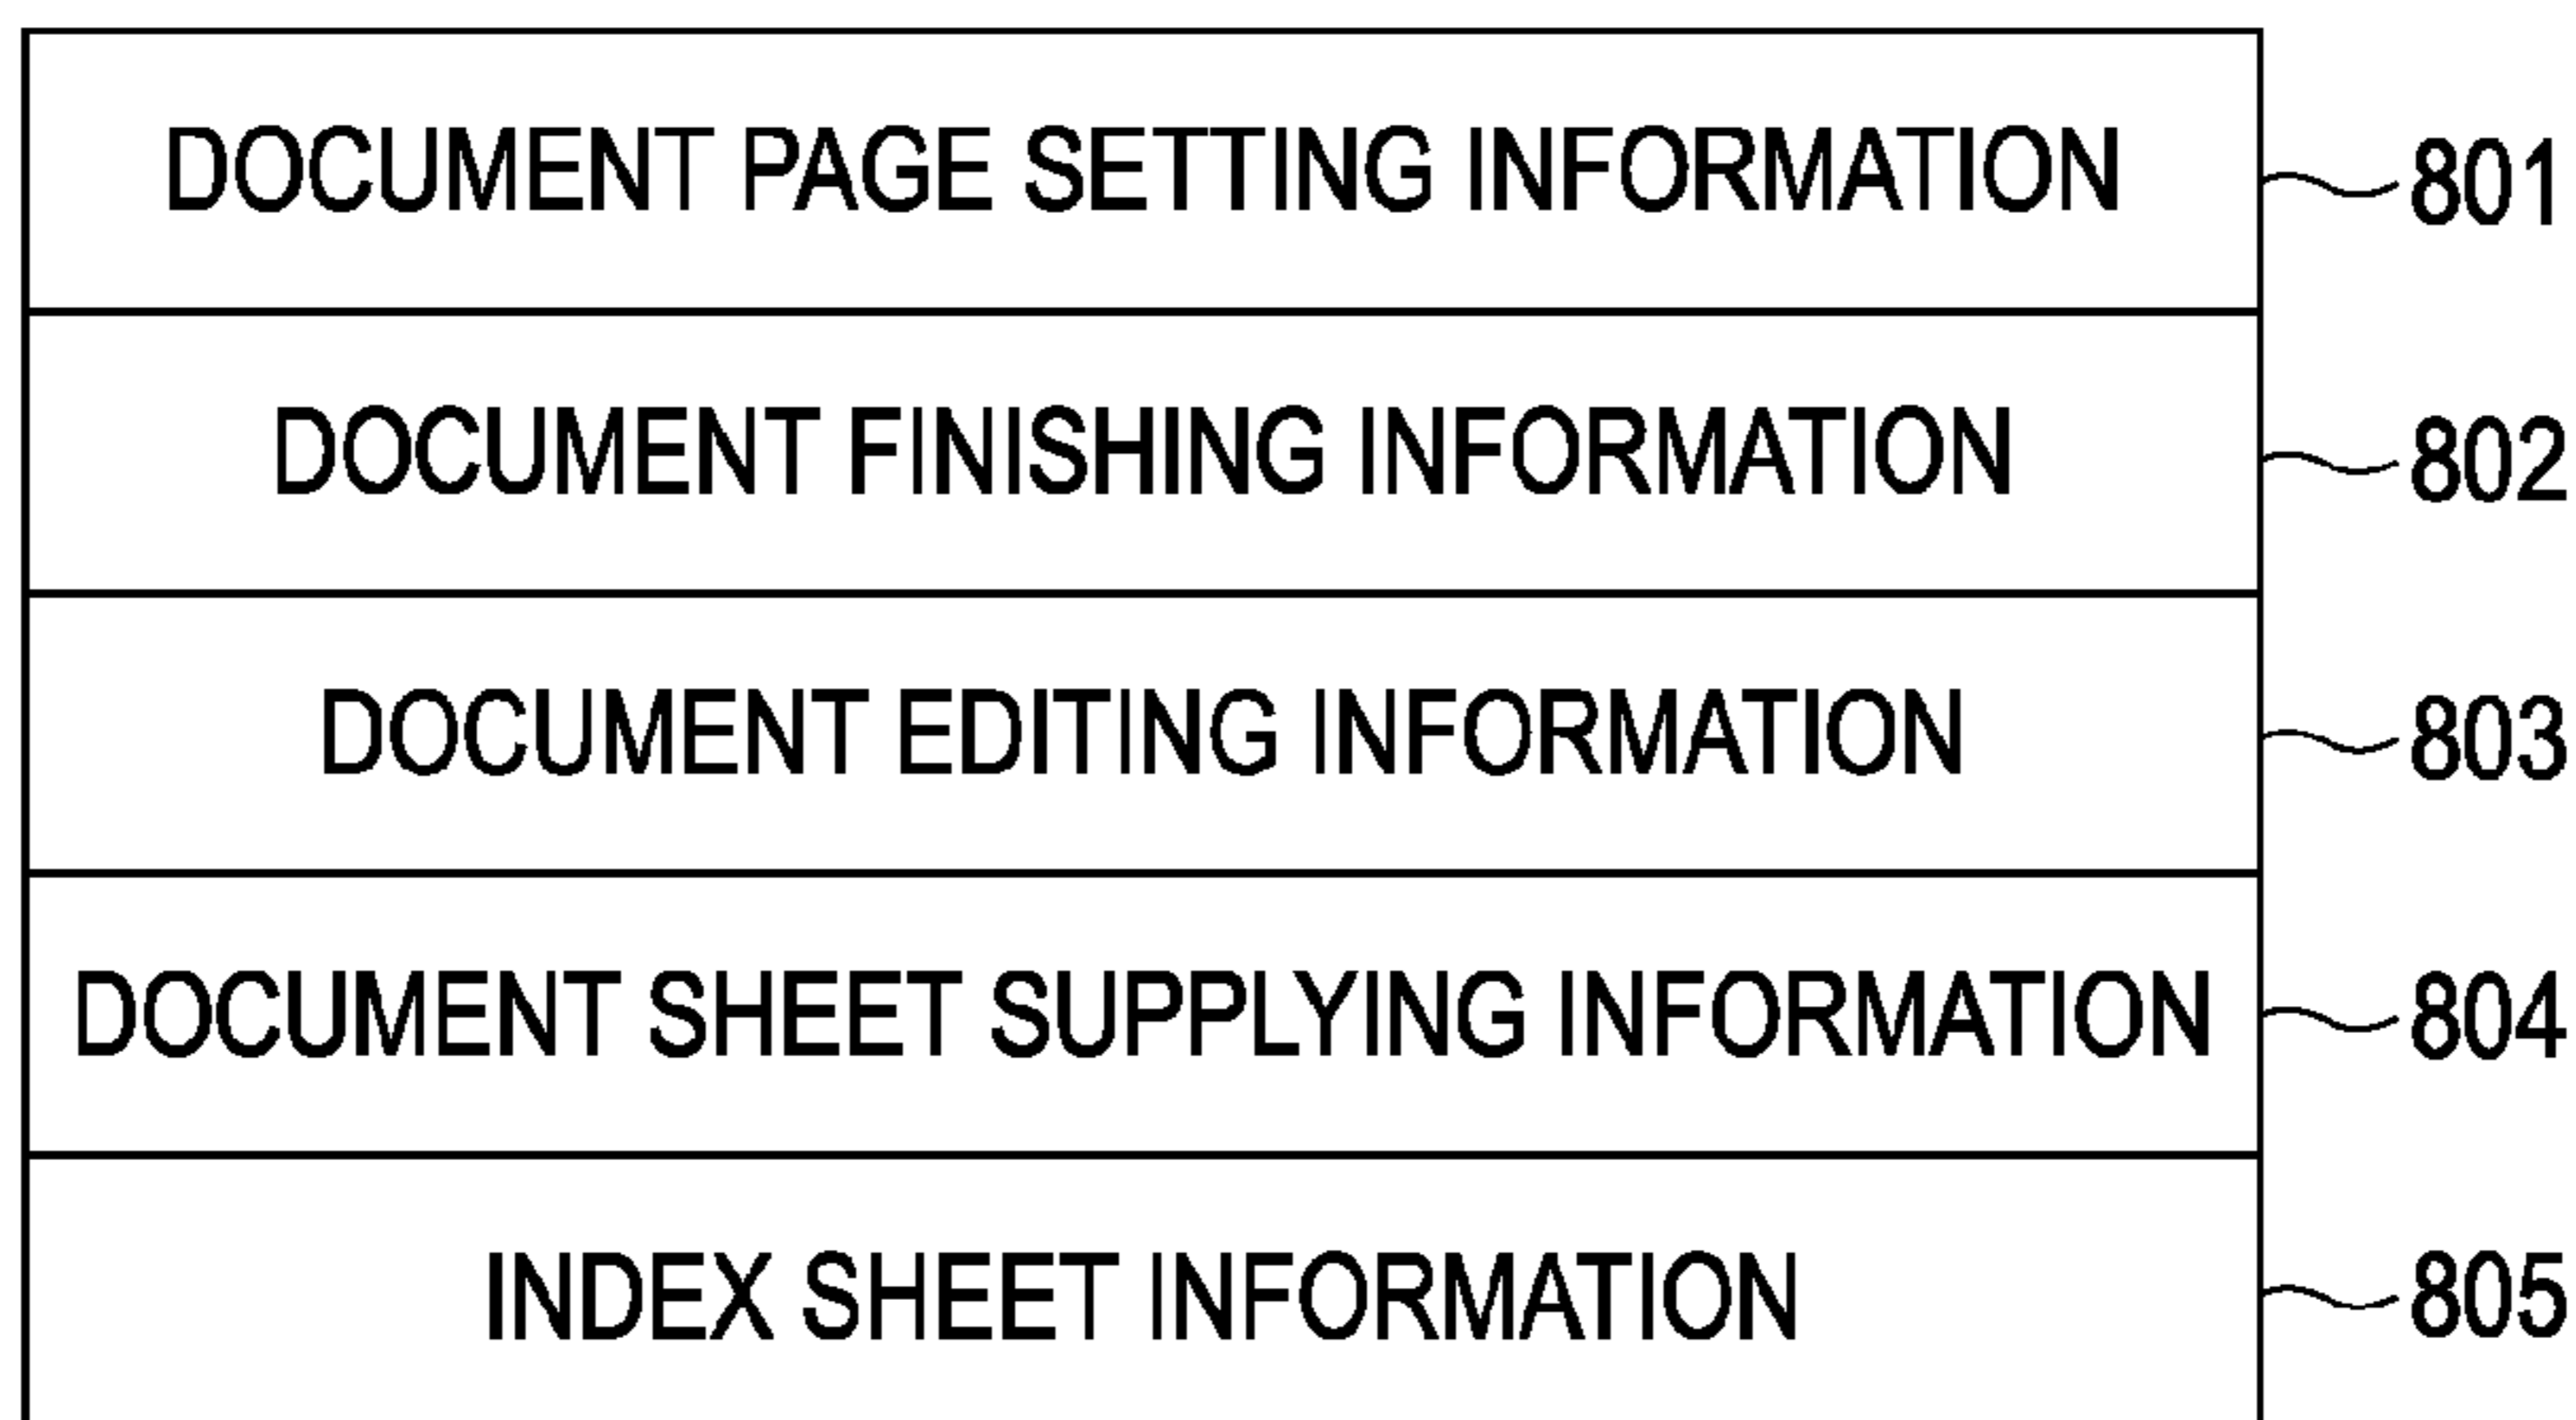 DOCUMENT PAGE SETTING INFORMATION 801
DOCUMENT FINISHING INFORMATION 802
DOCUMENT EDITING INFORMATION 803
DOCUMENT SHEET SUPPLYING INFORMATION 804
INDEX SHEET INFORMATION 805